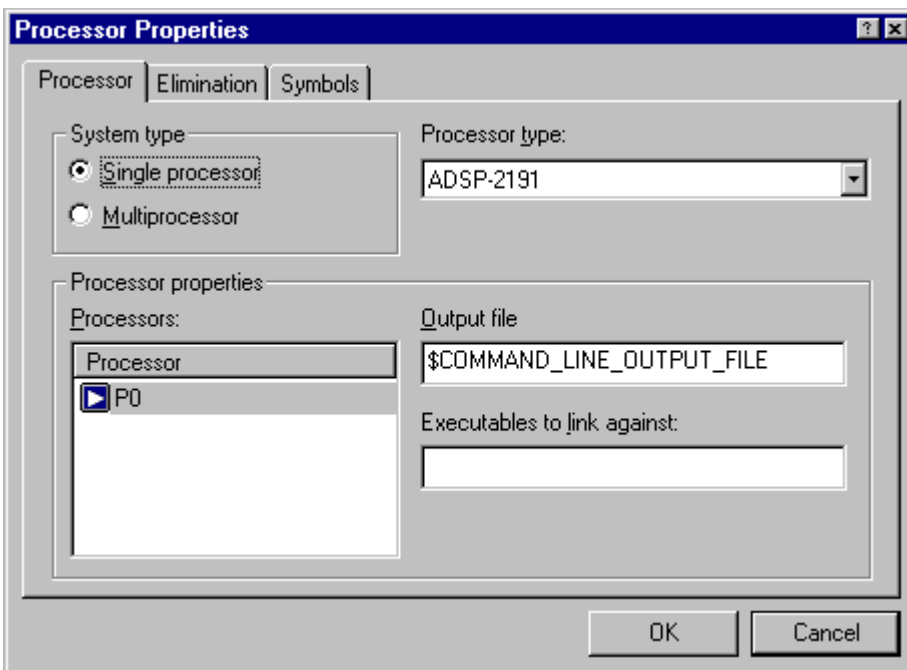 Processor Properties
Processor Elimination Symbols
System type
Single processor
Multiprocessor
Processor type:
ADSP-2191
Processor properties
Processors:
Processor
P0
Output file
$COMMAND_LINE_OUTPUT_FILE
Executables to link against:
OK Cancel